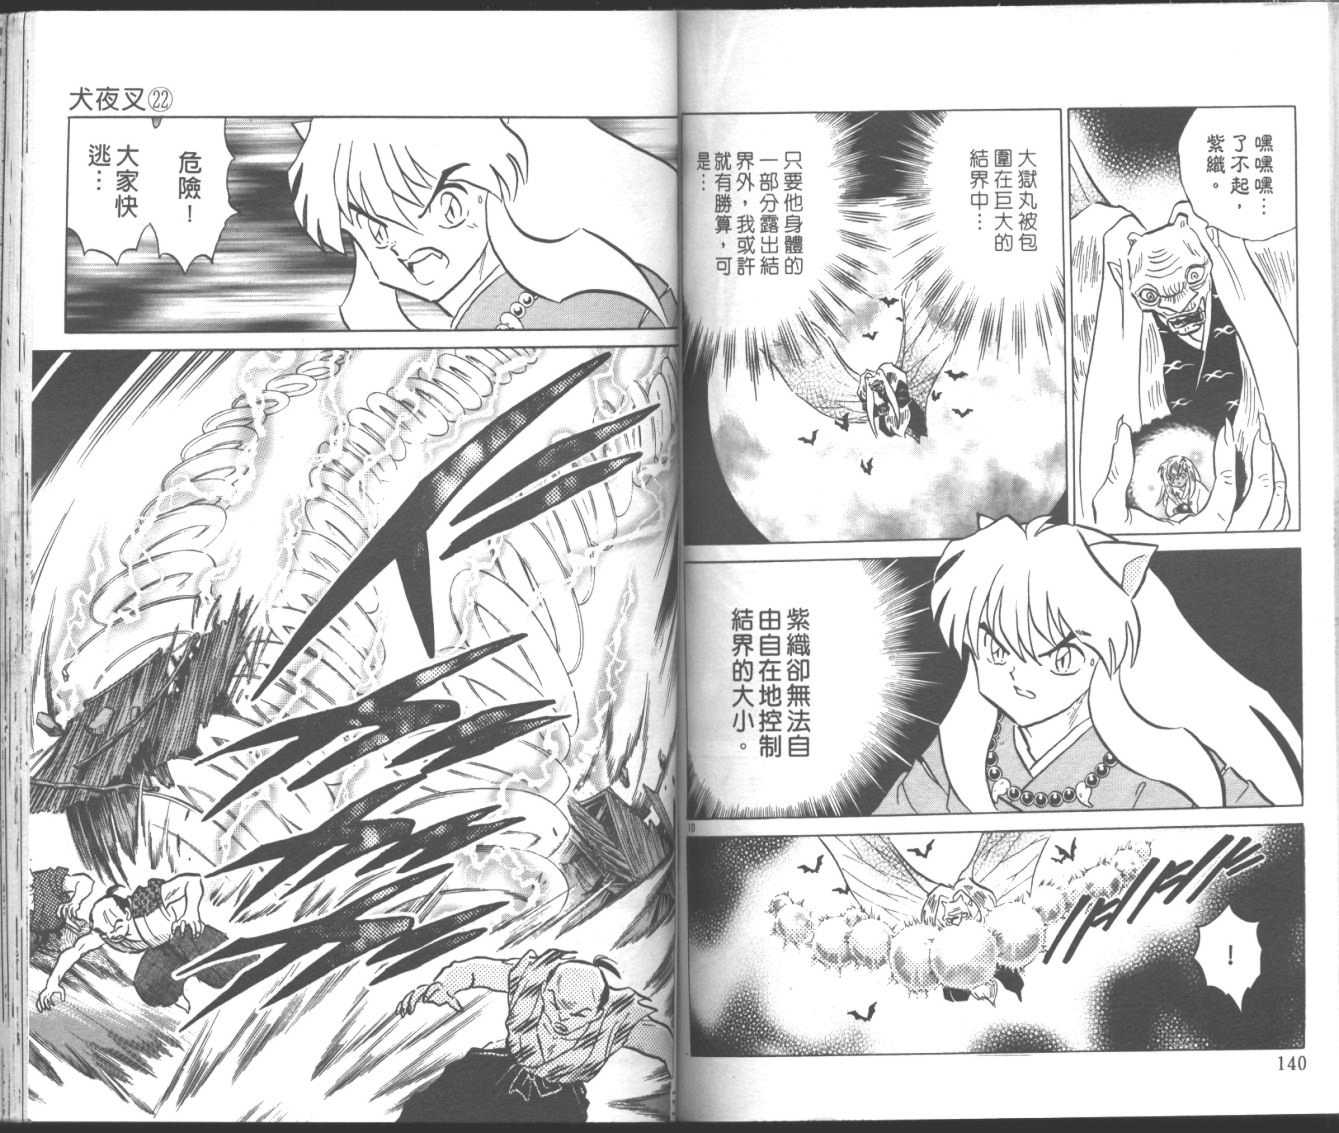 嘿嘿嘿…
了不起，
紫織。
大獄丸被包
圍在巨大的
結界中…
只要他身體的
一部分露出結
界外，我或許
就有勝算，可
是…
紫織卻無法自
由自在地控制
結界的大小。
！
10
140
犬夜叉㉒
危險！
大家快
逃…